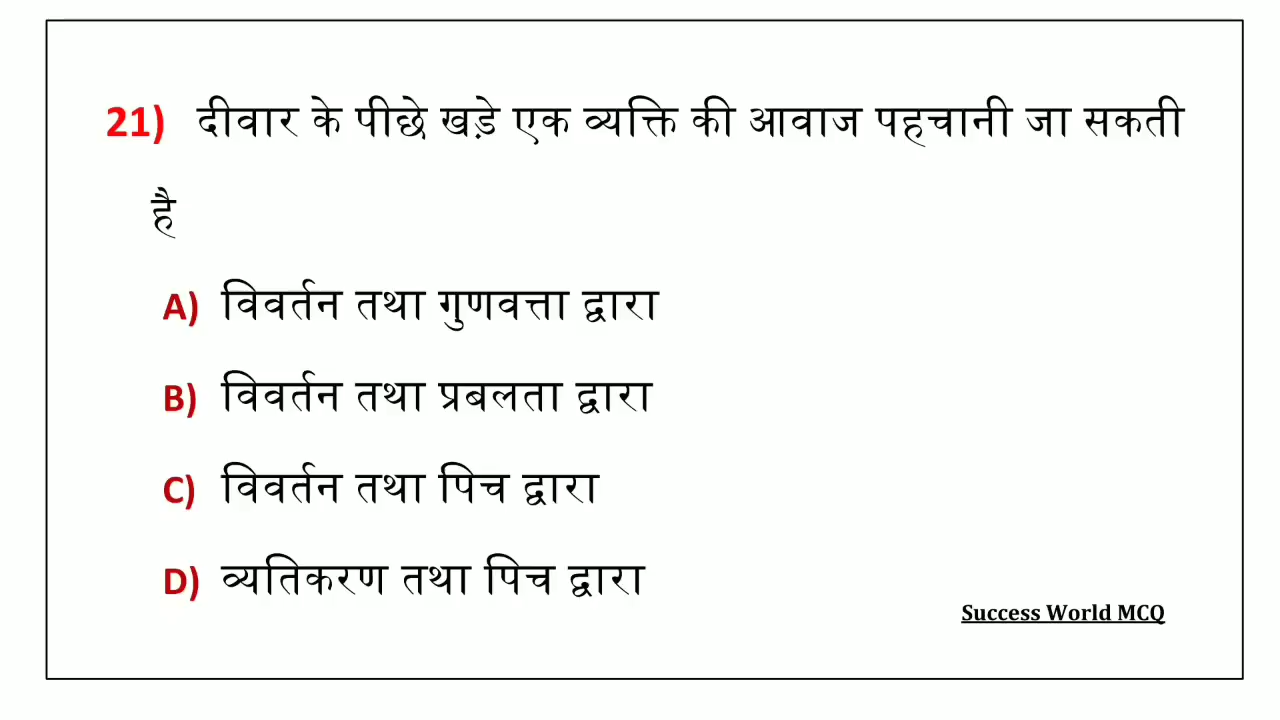 21) दीवार के पीछे खड़े एक व्यक्ति की आवाज पहचानी जा सकती
है
A) विवर्तन तथा गुणवत्ता द्वारा
B) विवर्तन तथा प्रबलता द्वारा
C) विवर्तन तथा पिच द्वारा
D) व्यतिकरण तथा पिच द्वारा
Success World MCQ